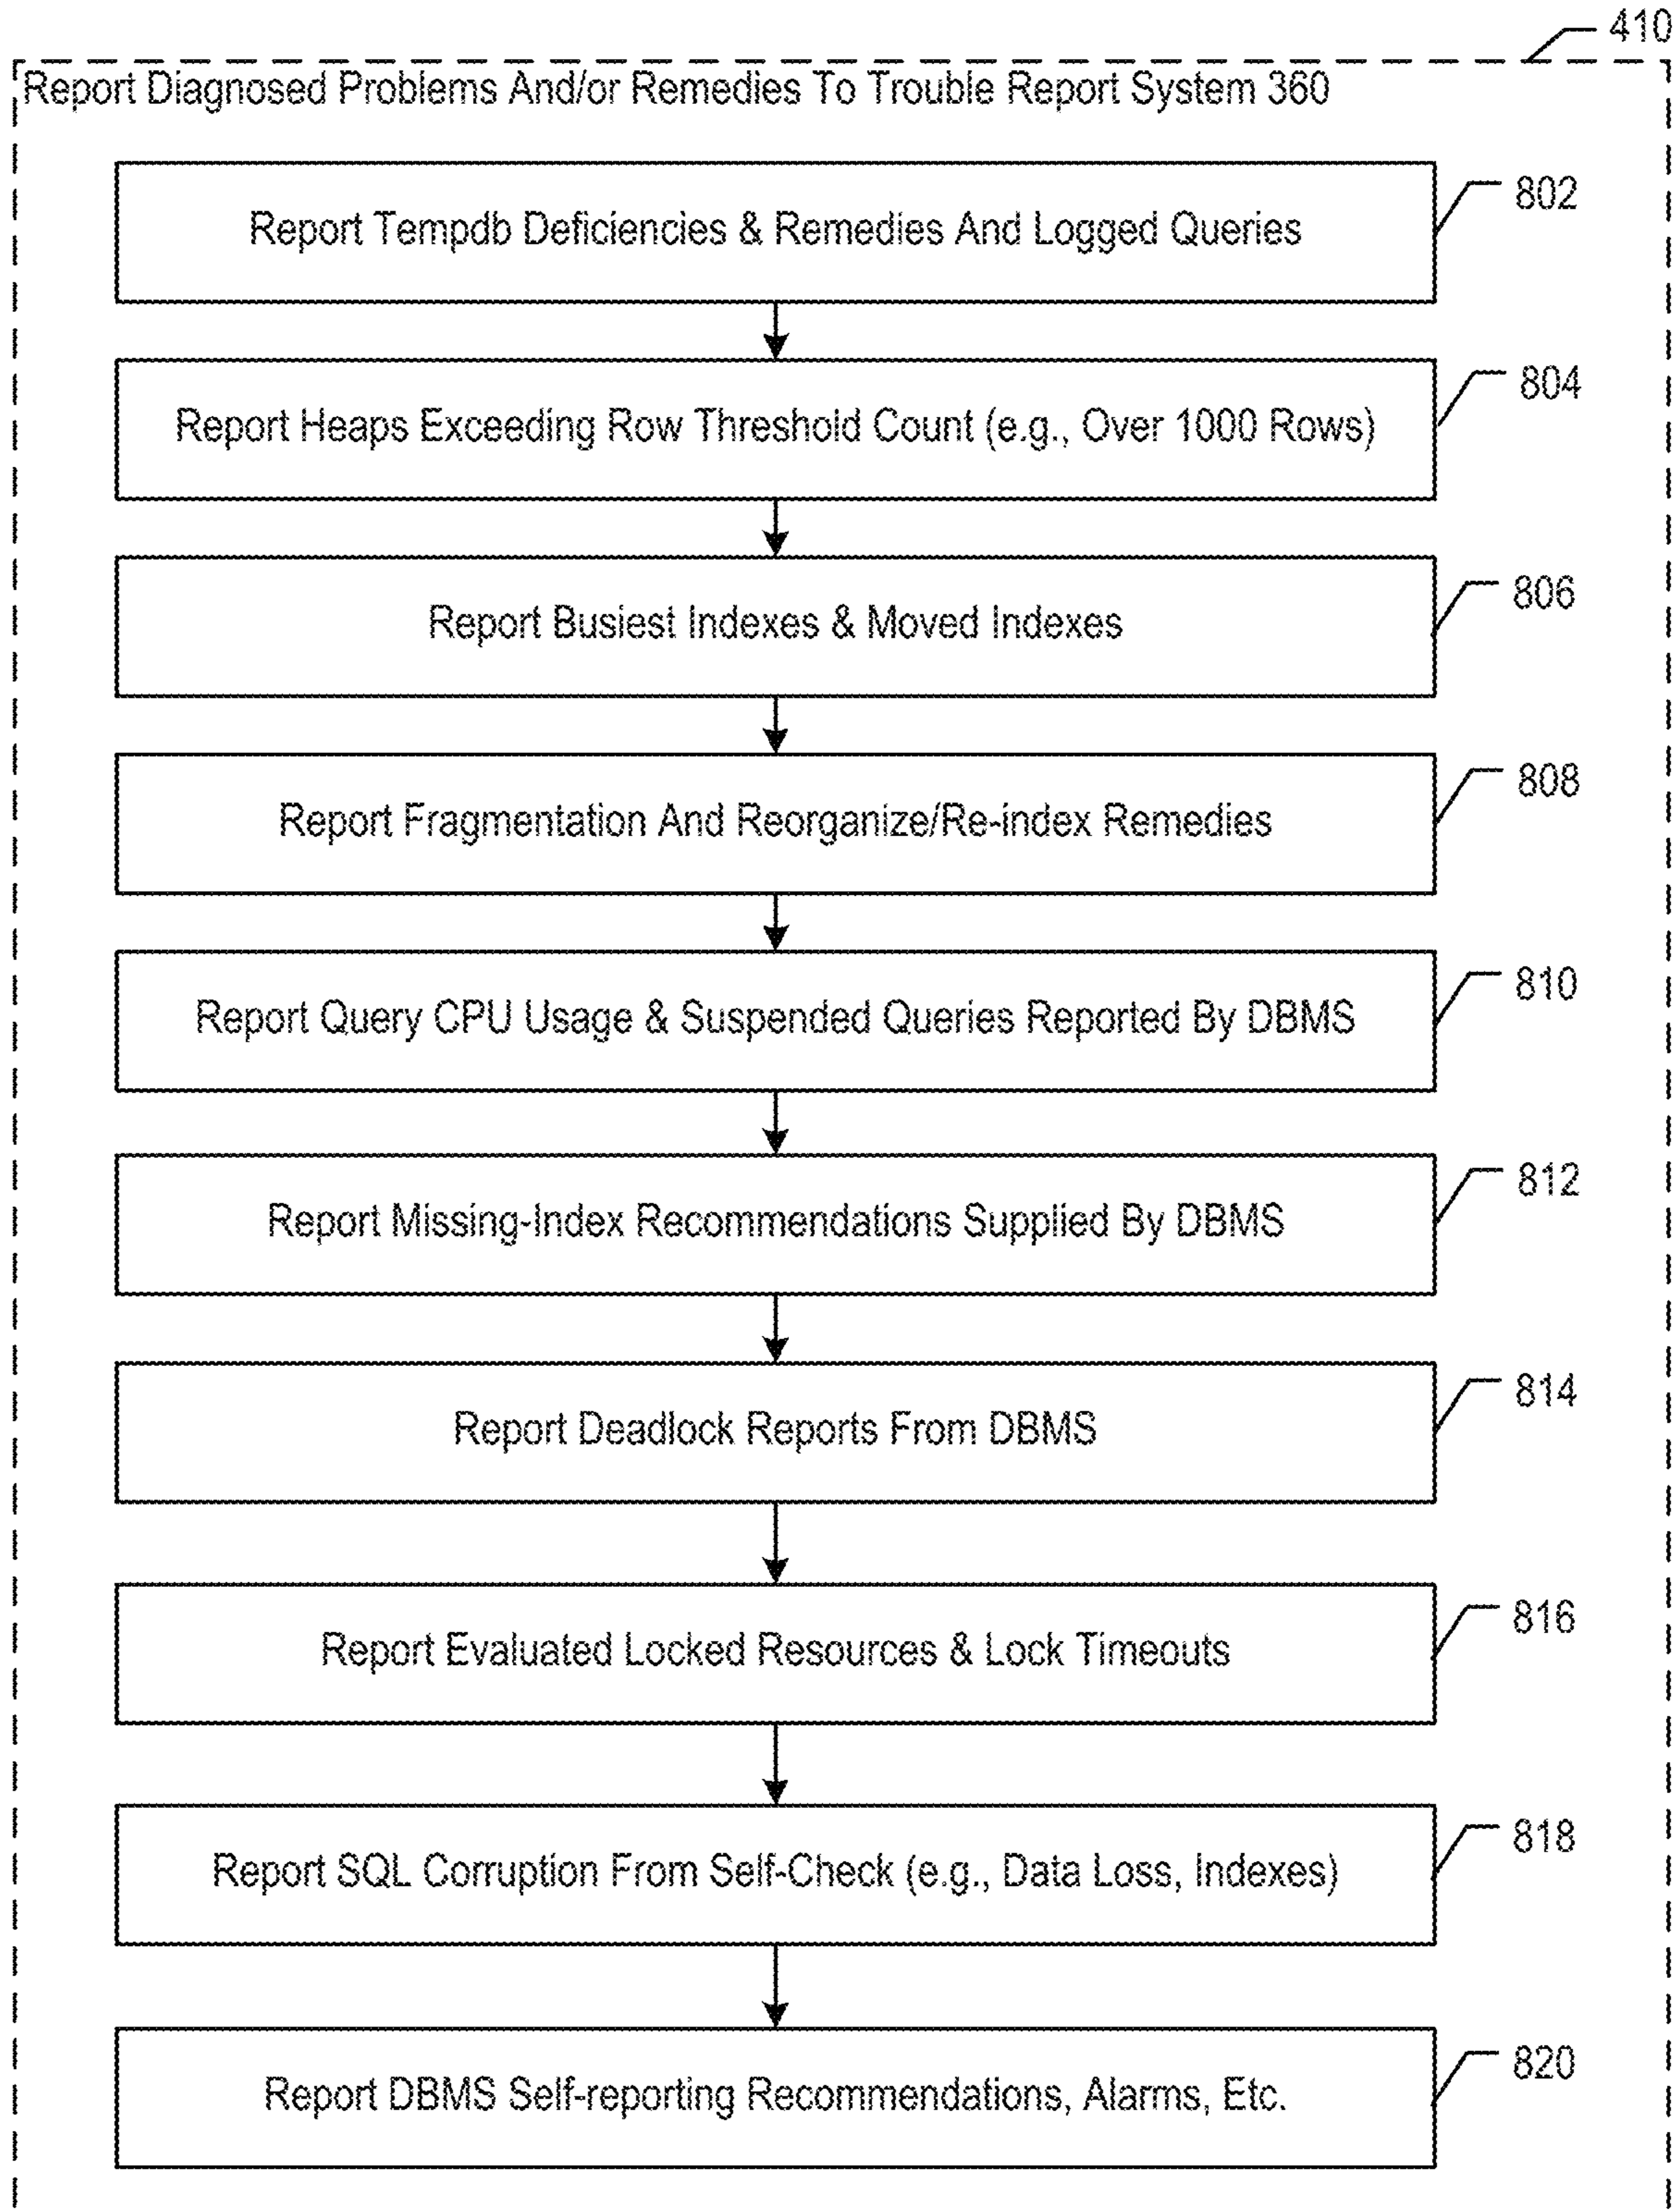 410
Report Diagnosed Problems And/or Remedies To Trouble Report System 360
Report Tempdb Deficiencies & Remedies And Logged Queries
802
Report Heaps Exceeding Row Threshold Count (e.g., Over 1000 Rows)
804
Report Busiest Indexes & Moved Indexes
806
Report Fragmentation And Reorganize/Re-index Remedies
808
Report Query CPU Usage & Suspended Queries Reported By DBMS
810
Report Missing-Index Recommendations Supplied By DBMS
812
Report Deadlock Reports From DBMS
814
Report Evaluated Locked Resources & Lock Timeouts
816
Report SQL Corruption From Self-Check (e.g., Data Loss, Indexes)
818
Report DBMS Self-reporting Recommendations, Alarms, Etc.
820